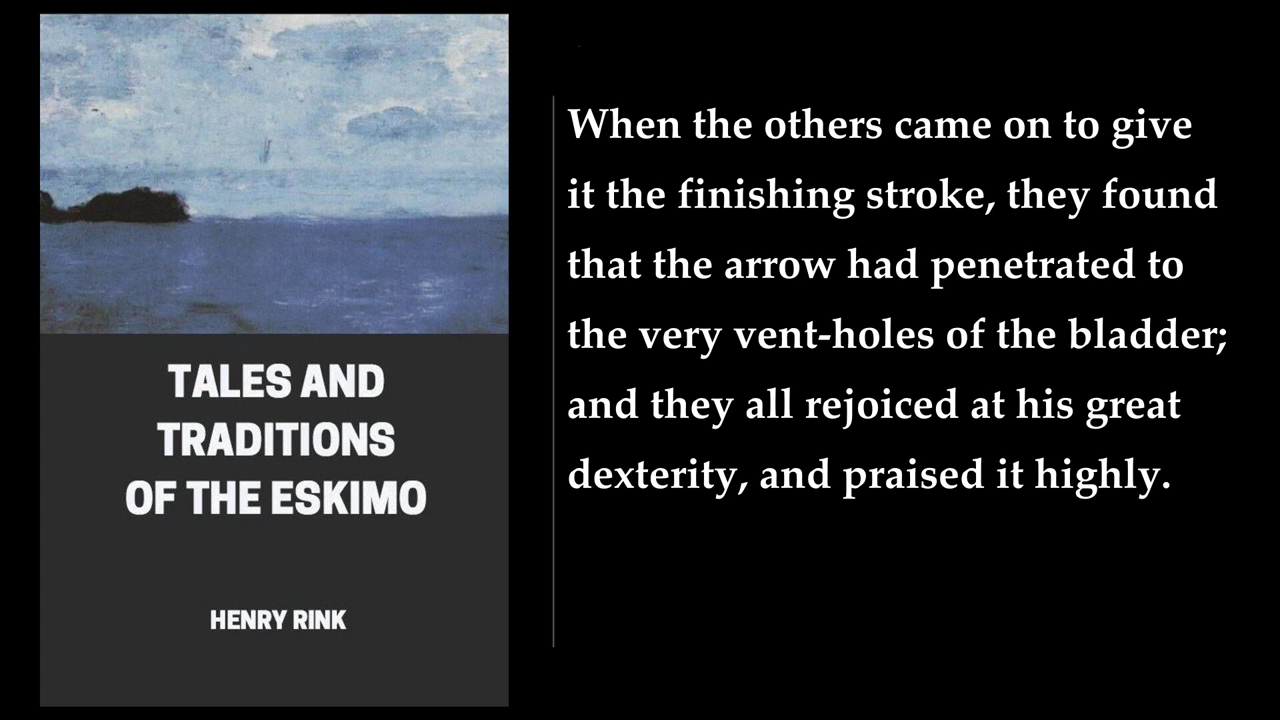 TALES AND
TRADITIONS
OF THE ESKIMO
HENRY RINK
When the others came on to give
it the finishing stroke, they found
that the arrow had penetrated to
the very vent-holes of the bladder;
and they all rejoiced at his great
dexterity, and praised it highly.